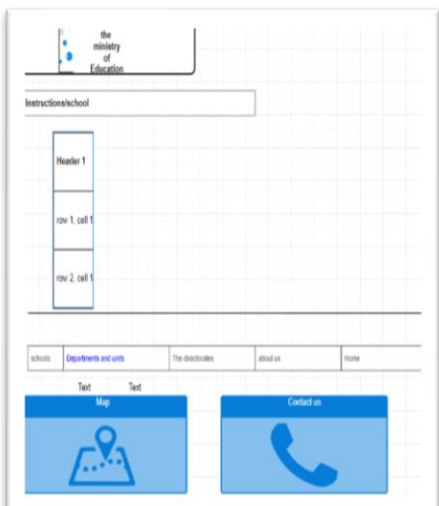 the
ministry
of
Education
Instructions/school
Header 1
row 1, cell 1
row 2, cell 1
schools Departments and units The directorates about us Home
Text Text
Map Contact us